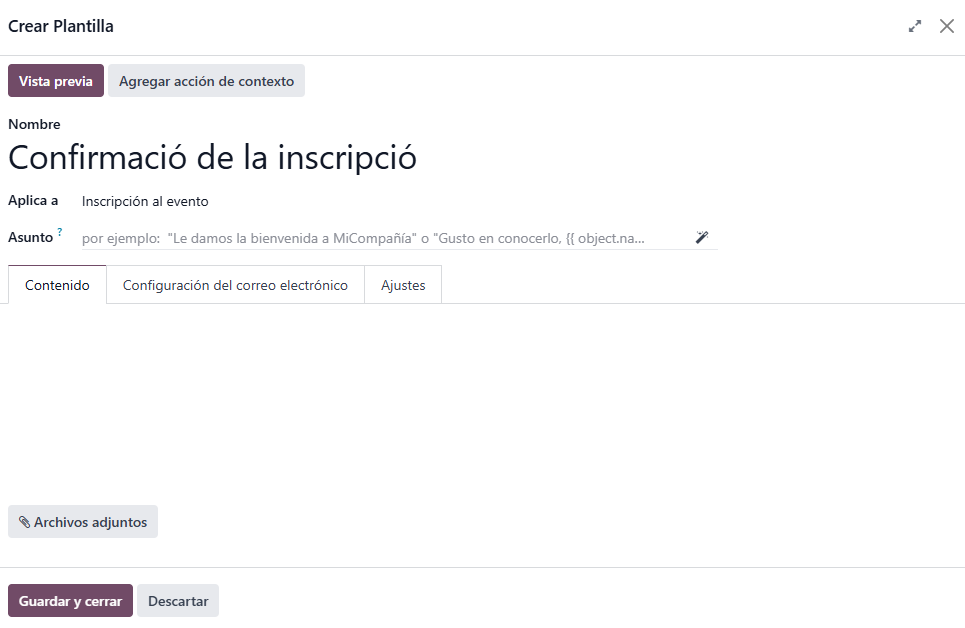 Crear Plantilla
Vista previa Agregar acción de contexto
Nombre
Confirmació de la inscripció
Aplica a Inscripción al evento
Asunto ? por ejemplo: "Le damos la bienvenida a MiCompañía" o "Gusto en conocerlo, {{ object.na...
Contenido Configuración del correo electrónico Ajustes
Archivos adjuntos
Guardar y cerrar Descartar